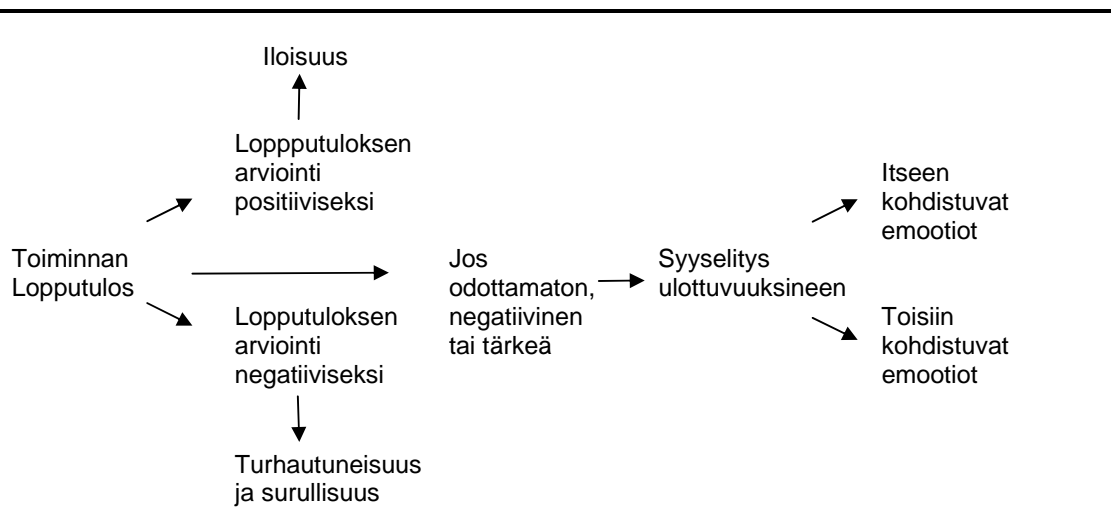 Iloisuus
Loppputuloksen
arviointi
positiiviseksi
Toiminnan
Lopputulos
Lopputuloksen
arviointi
negatiiviseksi
Turhautuneisuus
ja surullisuus
Jos
odottamaton,
negatiivinen
tai tärkeä
Syyselitys
ulottuvuuksineen
Itseen
kohdistuvat
emootiot
Toisiin
kohdistuvat
emootiot